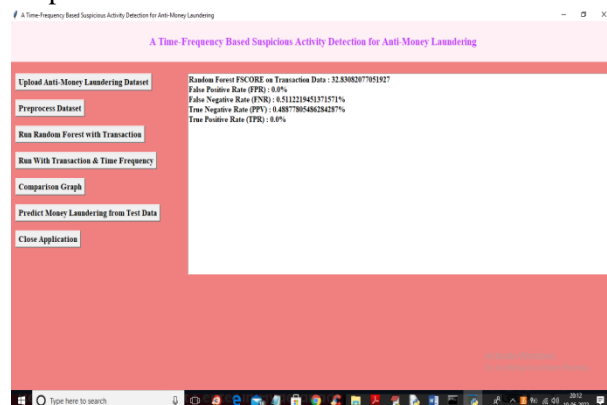 A Time-Frequency Based Suspicious Activity Detection for Anti-Money Laundering
A Time-Frequency Based Suspicious Activity Detection for Anti-Money Laundering
Upload Anti-Money Laundering Dataset
Preprocess Dataset
Run Random Forest with Transaction
Run With Transaction & Time Frequency
Comparison Graph
Predict Money Laundering from Test Data
Close Application
Random Forest FSCORE on Transaction Data : 32.83082077051927
False Positive Rate (FPR) : 0.0%
False Negative Rate (FNR) : 0.5112219451371571%
True Negative Rate (PPV) : 0.4887780548628428­7%
True Positive Rate (TPR) : 0.0%
Type here to search
20:12